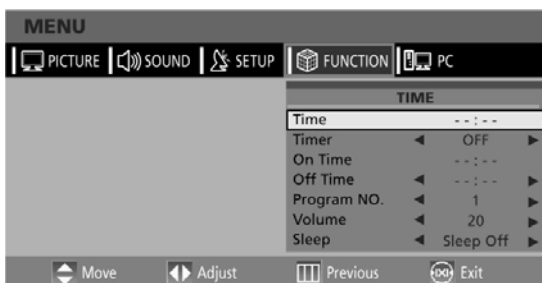 MENU
PICTURE SOUND SETUP FUNCTION PC
TIME
Time - - : - -
Timer OFF
On Time - - : - -
Off Time - - : - -
Program NO. 1
Volume 20
Sleep Sleep Off
Move Adjust Previous Exit